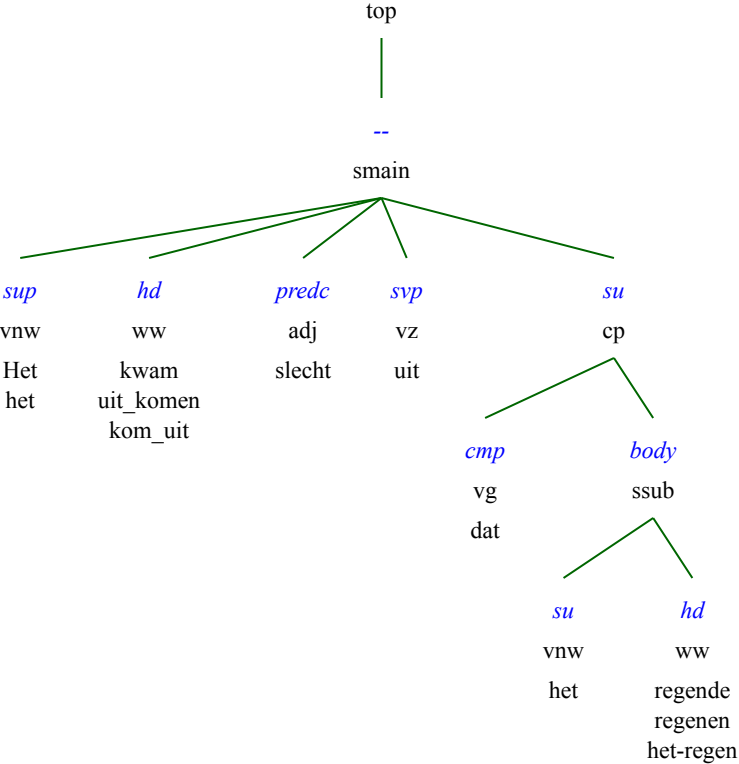 top
--
smain
sup hd predc svp su
vnw ww adj vz cp
Het kwam slecht uit
het uit_komen
kom_uit
cmp body
vg ssub
dat
su hd
vnw ww
het regende
regenen
het-regen